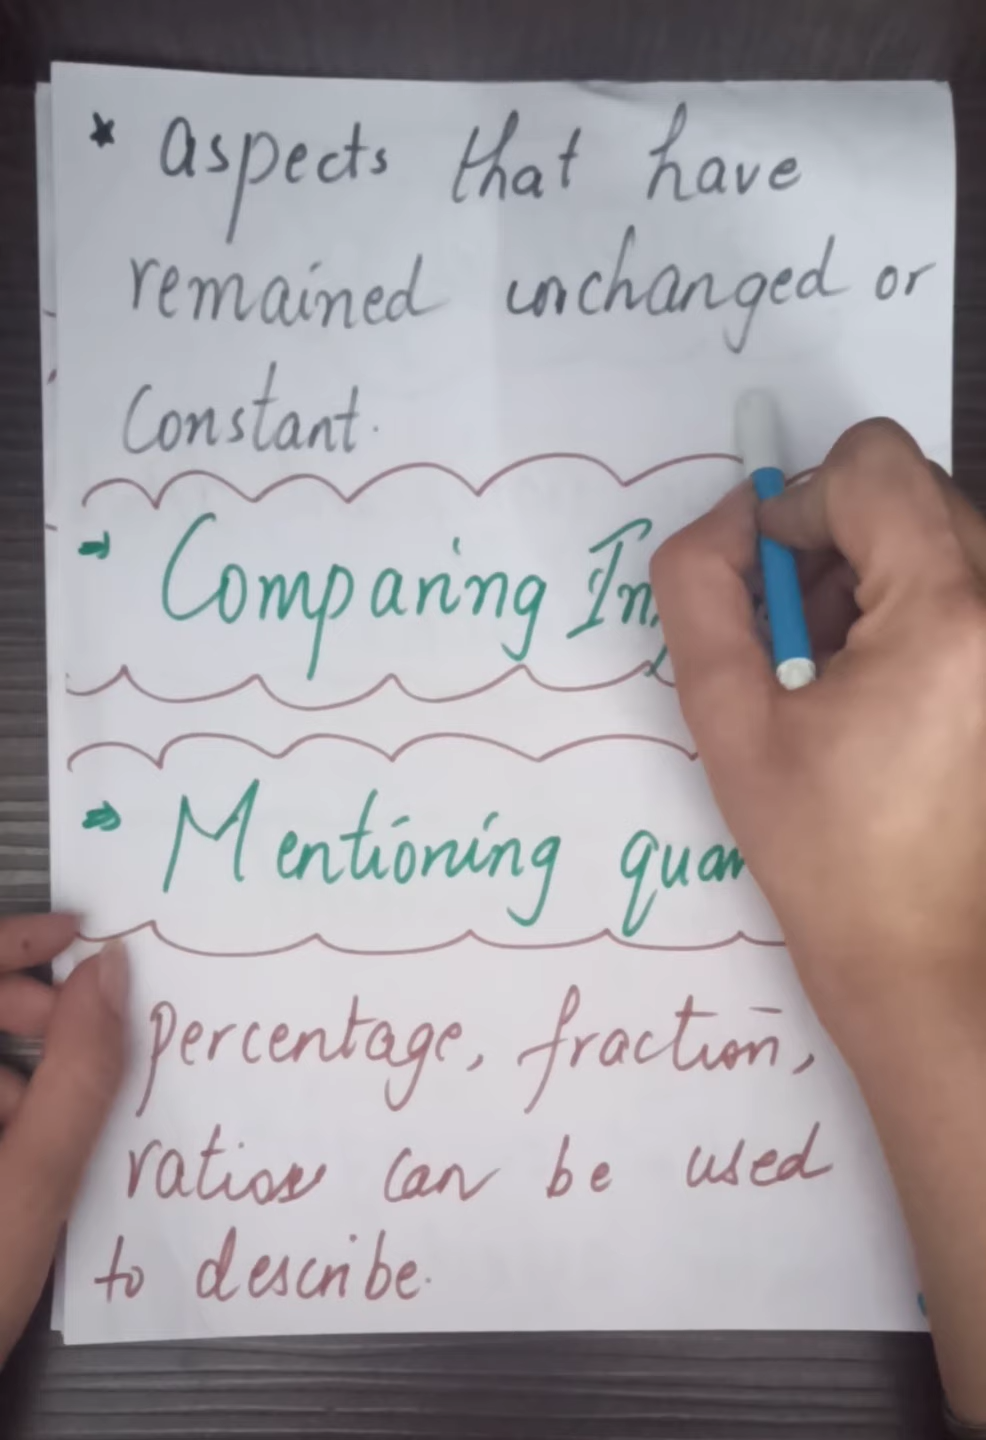 * aspects that have
remained unchanged or
Constant.
→ Comparing
⇒ Mentioning
percentage, fraction,
ratios can be used
to describe.